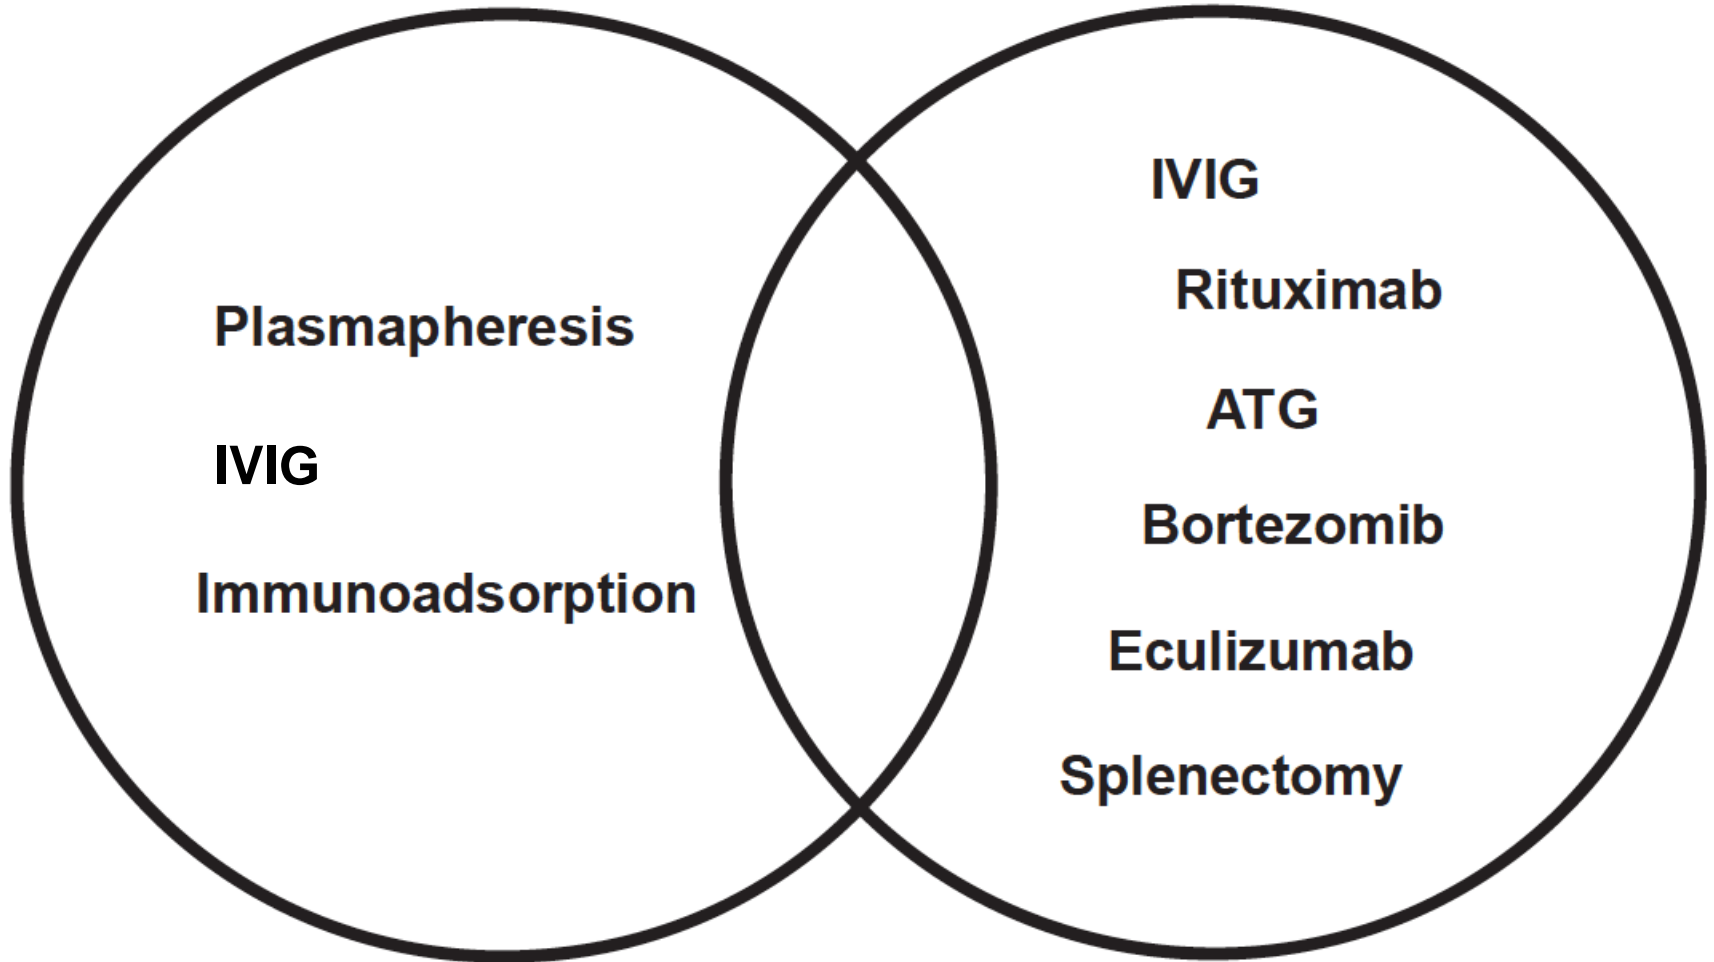 Plasmapheresis
IVIG
Immunoadsorption
IVIG
Rituximab
ATG
Bortezomib
Eculizumab
Splenectomy